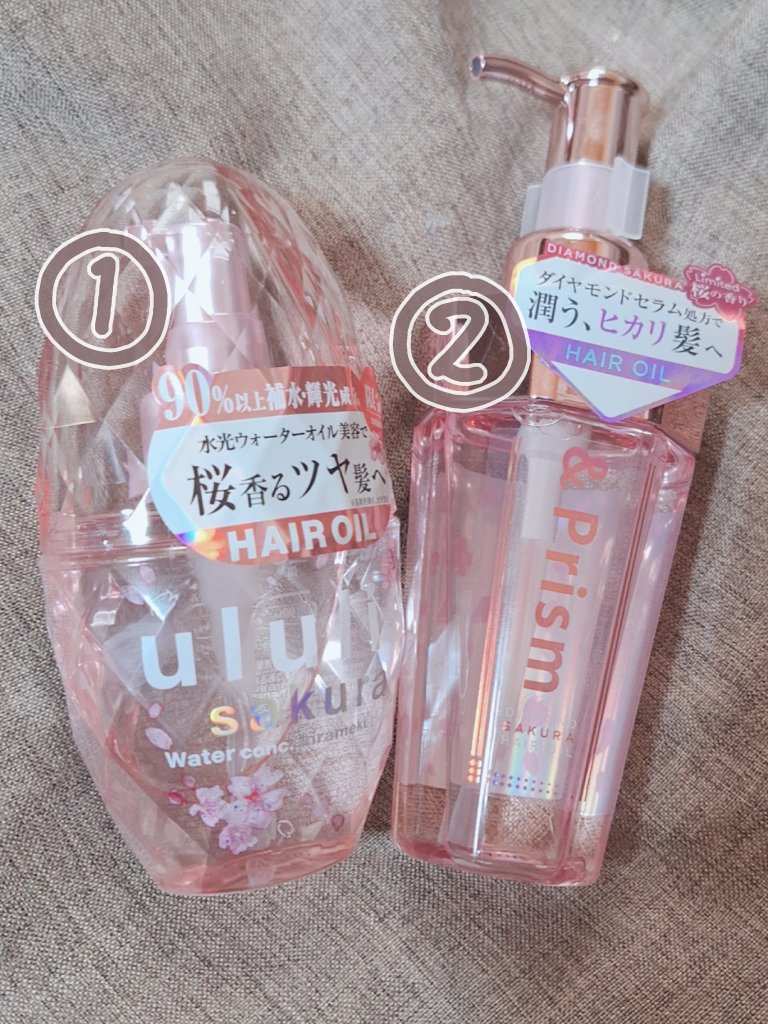 ①
90%以上補水・輝光成
水光ウォーターオイル美容で
桜香るツヤ髪へ
HAIR OIL
ululi
sakura
Water conc.
②
DIAMOND SAKURA
Limited
桜の香り
ダイヤモンドセラム処方で
潤う、ヒカリ髪へ
HAIR OIL
& Prism
SAKURA
HAIR OIL